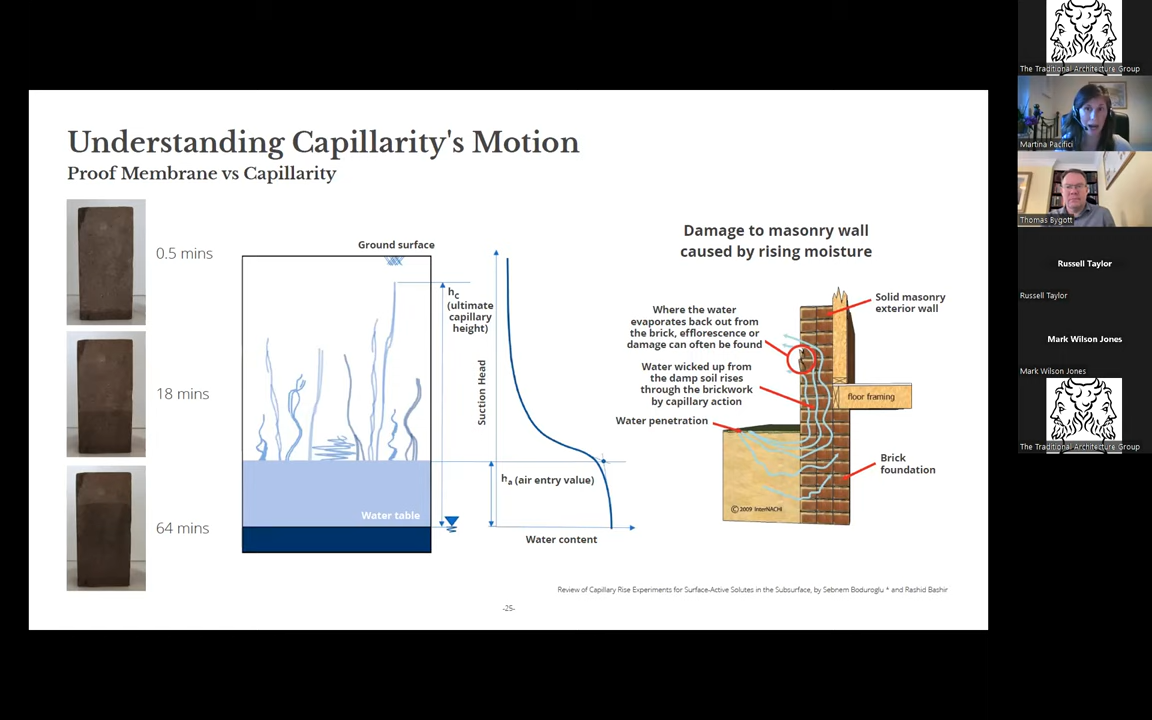 Understanding Capillarity's Motion
Proof Membrane vs Capillarity
0.5 mins
18 mins
64 mins
Ground surface
hc
(ultimate
capillary
height)
Suction Head
ha (air entry value)
Water table
Water content
Damage to masonry wall
caused by rising moisture
Where the water
evaporates back out from
the brick, efflorescence or
damage can often be found
Water wicked up from
the damp soil rises
through the brickwork
by capillary action
Water penetration
Solid masonry
exterior wall
floor framing
Brick
foundation
© 2009 InterNACHI
Review of Capillary Rise Experiments for Surface-Active Solutes in the Subsurface, by Sebnem Boduroglu * and Rashid Bashir
-25-
The Traditional Architecture Group
Martina Pacifici
Thomas Bygott
Russell Taylor
Russell Taylor
Mark Wilson Jones
Mark Wilson Jones
The Traditional Architecture Group